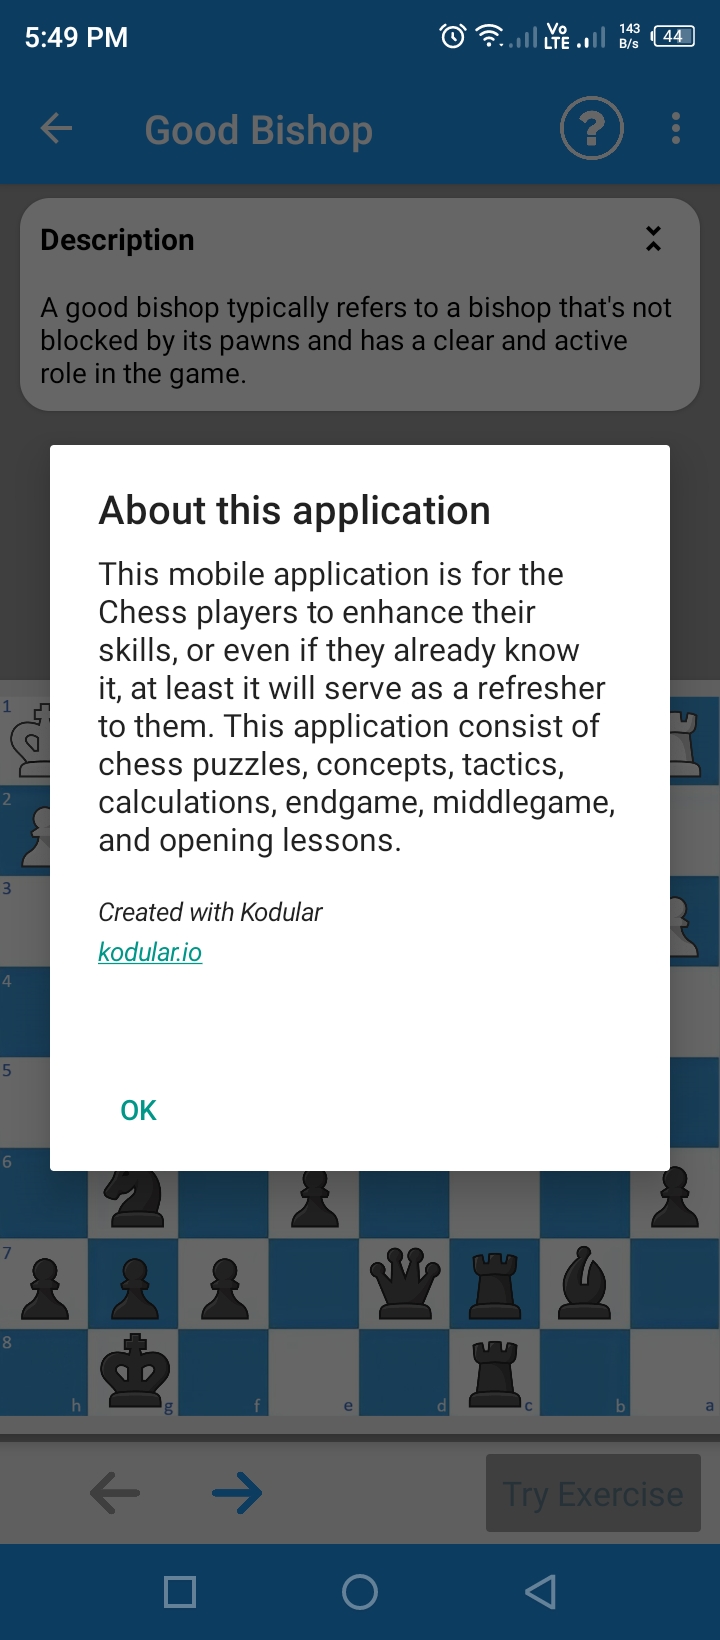 5:49 PM
Vo LTE
143 B/s
44
Good Bishop
?
Description
A good bishop typically refers to a bishop that's not
blocked by its pawns and has a clear and active
role in the game.
About this application
This mobile application is for the
Chess players to enhance their
skills, or even if they already know
it, at least it will serve as a refresher
to them. This application consist of
chess puzzles, concepts, tactics,
calculations, endgame, middlegame,
and opening lessons.
Created with Kodular
kodular.io
OK
1
2
3
4
5
6
7
8
h g f e d c b a
Try Exercise